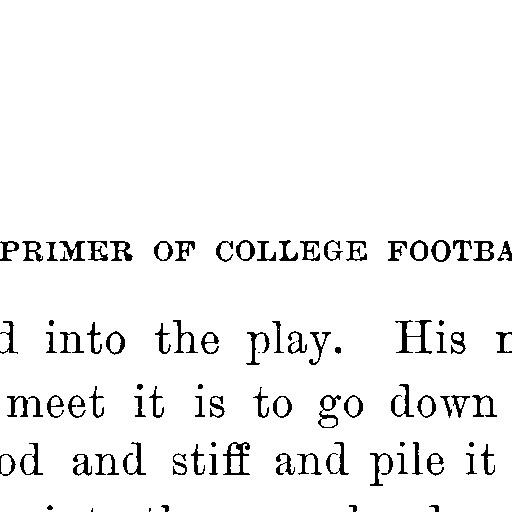 PRIMER OF COLLEGE FOOTBA
d into the play. His
meet it is to go down
od and stiff and pile it